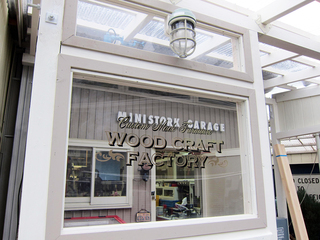 MINISTORK GARAGE
Custom Made Furniture
WOOD CRAFT
FACTORY
CLOSED